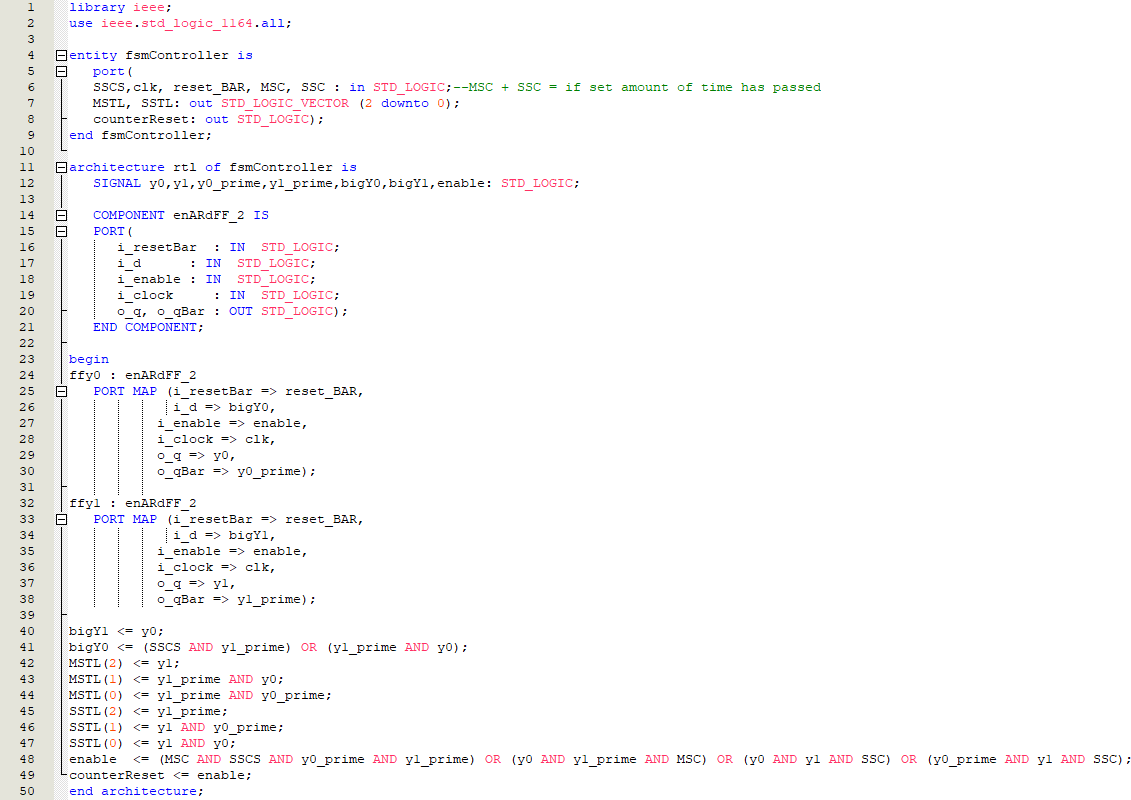 1 library ieee;
2 use ieee.std_logic_1164.all;
3
4 entity fsmController is
5 port(
6 SSCS,clk, reset_BAR, MSC, SSC : in STD_LOGIC;--MSC + SSC = if set amount of time has passed
7 MSTL, SSTL: out STD_LOGIC_VECTOR (2 downto 0);
8 counterReset: out STD_LOGIC);
9 end fsmController;
10
11 architecture rtl of fsmController is
12 SIGNAL y0,y1,y0_prime,y1_prime,bigY0,bigY1,enable: STD_LOGIC;
13
14 COMPONENT enARdFF_2 IS
15 PORT(
16 i_resetBar : IN STD_LOGIC;
17 i_d : IN STD_LOGIC;
18 i_enable : IN STD_LOGIC;
19 i_clock : IN STD_LOGIC;
20 o_q, o_qBar : OUT STD_LOGIC);
21 END COMPONENT;
22
23 begin
24 ffy0 : enARdFF_2
25 PORT MAP (i_resetBar => reset_BAR,
26 i_d => bigY0,
27 i_enable => enable,
28 i_clock => clk,
29 o_q => y0,
30 o_qBar => y0_prime);
31
32 ffy1 : enARdFF_2
33 PORT MAP (i_resetBar => reset_BAR,
34 i_d => bigY1,
35 i_enable => enable,
36 i_clock => clk,
37 o_q => y1,
38 o_qBar => y1_prime);
39
40 bigY1 <= y0;
41 bigY0 <= (SSCS AND y1_prime) OR (y1_prime AND y0);
42 MSTL(2) <= y1;
43 MSTL(1) <= y1_prime AND y0;
44 MSTL(0) <= y1_prime AND y0_prime;
45 SSTL(2) <= y1_prime;
46 SSTL(1) <= y1 AND y0_prime;
47 SSTL(0) <= y1 AND y0;
48 enable <= (MSC AND SSCS AND y0_prime AND y1_prime) OR (y0 AND y1_prime AND MSC) OR (y0 AND y1 AND SSC) OR (y0_prime AND y1 AND SSC);
49 counterReset <= enable;
50 end architecture;